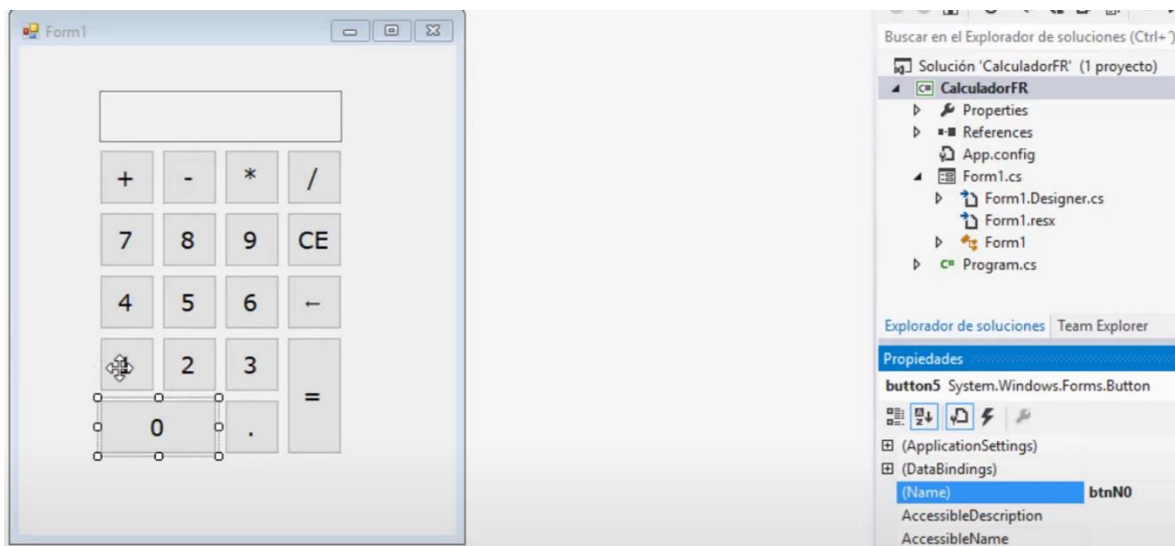 Form1
+ - * /
7 8 9 CE
4 5 6 ←
1 2 3
=
0 .
Buscar en el Explorador de soluciones (Ctrl+´)
Solución 'CalculadorFR' (1 proyecto)
C# CalculadorFR
Properties
References
App.config
Form1.cs
Form1.Designer.cs
Form1.resx
Form1
C# Program.cs
Explorador de soluciones Team Explorer
Propiedades
button5 System.Windows.Forms.Button
(ApplicationSettings)
(DataBindings)
(Name) btnN0
AccessibleDescription
AccessibleName